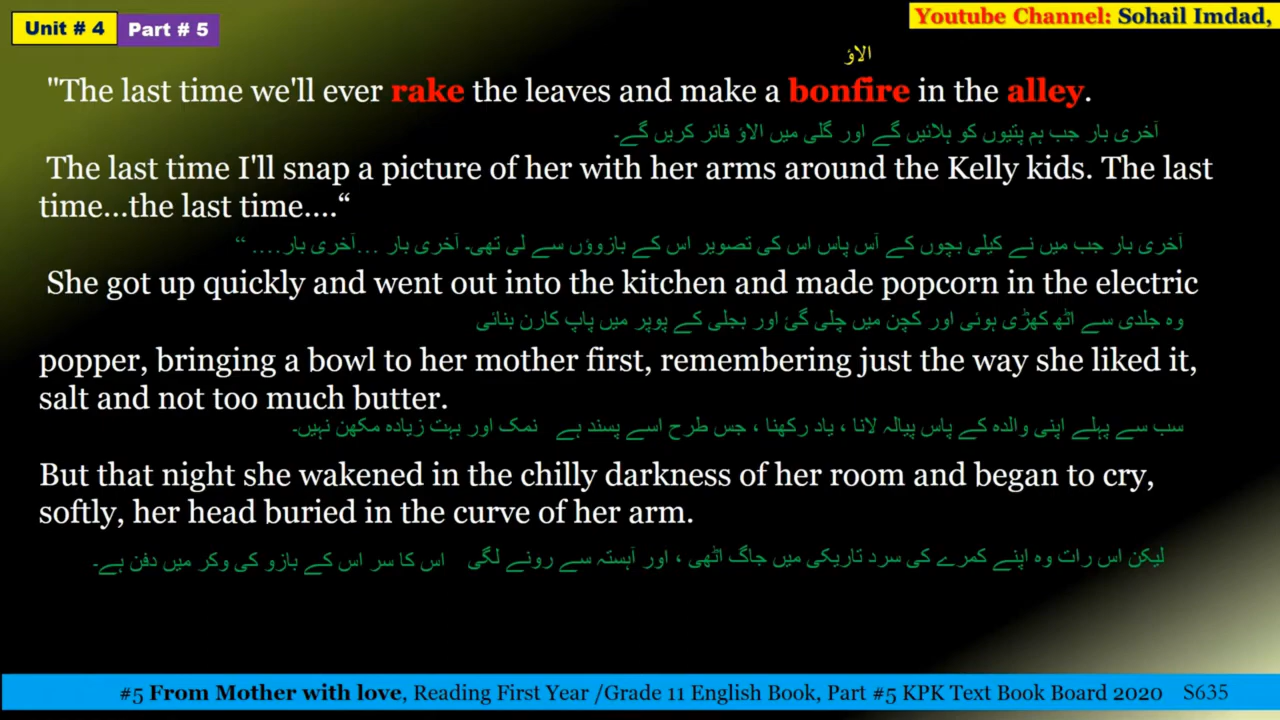 Unit # 4
Part # 5
Youtube Channel: Sohail Imdad,
الاؤ
"The last time we'll ever rake the leaves and make a bonfire in the alley.
آخری بار جب ہم پتیوں کو ہلائیں گے اور گلی میں الاؤ فائر کریں گے۔
The last time I'll snap a picture of her with her arms around the Kelly kids. The last
time...the last time....“
آخری بار جب میں نے کیلی بچوں کے آس پاس اس کی تصویر اس کے بازوؤں سے لی تھی۔ آخری بار ...آخری بار.... “
She got up quickly and went out into the kitchen and made popcorn in the electric
وہ جلدی سے اٹھ کھڑی ہوئی اور کچن میں چلی گئ اور بجلی کے پوپر میں پاپ کارن بنائی
popper, bringing a bowl to her mother first, remembering just the way she liked it,
salt and not too much butter.
سب سے پہلے اپنی والدہ کے پاس پیالہ لانا ، یاد رکھنا ، جس طرح اسے پسند ہے نمک اور بہت زیادہ مکھن نہیں۔
But that night she wakened in the chilly darkness of her room and began to cry,
softly, her head buried in the curve of her arm.
لیکن اس رات وہ اپنے کمرے کی سرد تاریکی میں جاگ اٹھی ، اور آہستہ سے رونے لگی اس کا سر اس کے بازو کی وکر میں دفن ہے۔
#5 From Mother with love, Reading First Year /Grade 11 English Book, Part #5 KPK Text Book Board 2020 S635